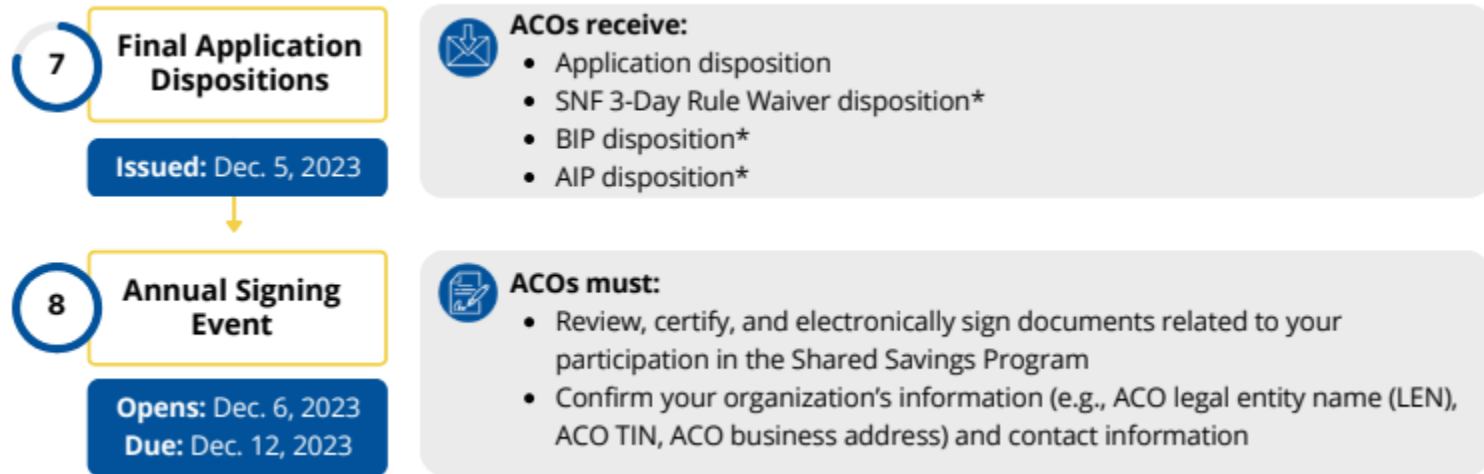 7
Final Application
Dispositions
Issued: Dec. 5, 2023
ACOs receive:
• Application disposition
• SNF 3-Day Rule Waiver disposition*
• BIP disposition*
• AIP disposition*
8
Annual Signing
Event
Opens: Dec. 6, 2023
Due: Dec. 12, 2023
ACOs must:
• Review, certify, and electronically sign documents related to your
participation in the Shared Savings Program
• Confirm your organization’s information (e.g., ACO legal entity name (LEN),
ACO TIN, ACO business address) and contact information